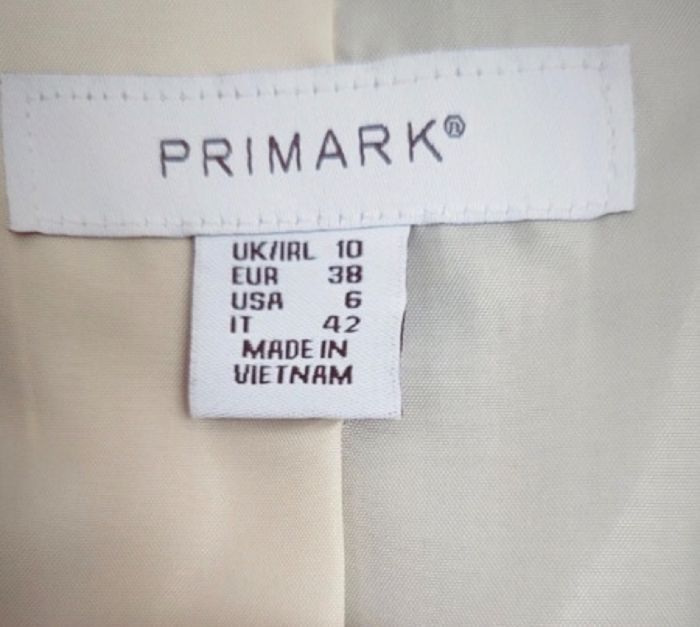 PRIMARK®
UK/IRL 10
EUR 38
USA 6
IT 42
MADE IN
VIETNAM